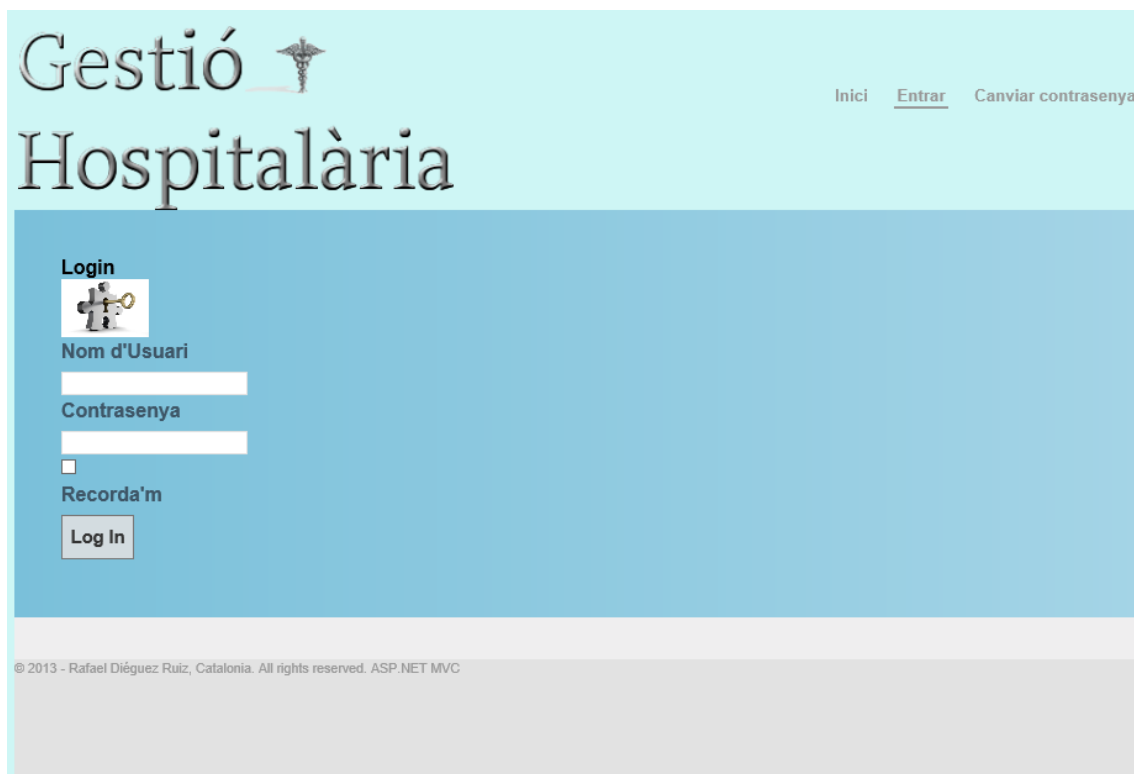 Gestió
Hospitalària
Inici Entrar Canviar contrasenya
Login
Nom d'Usuari
Contrasenya
Recorda'm
Log In
© 2013 - Rafael Diéguez Ruiz, Catalonia. All rights reserved. ASP.NET MVC